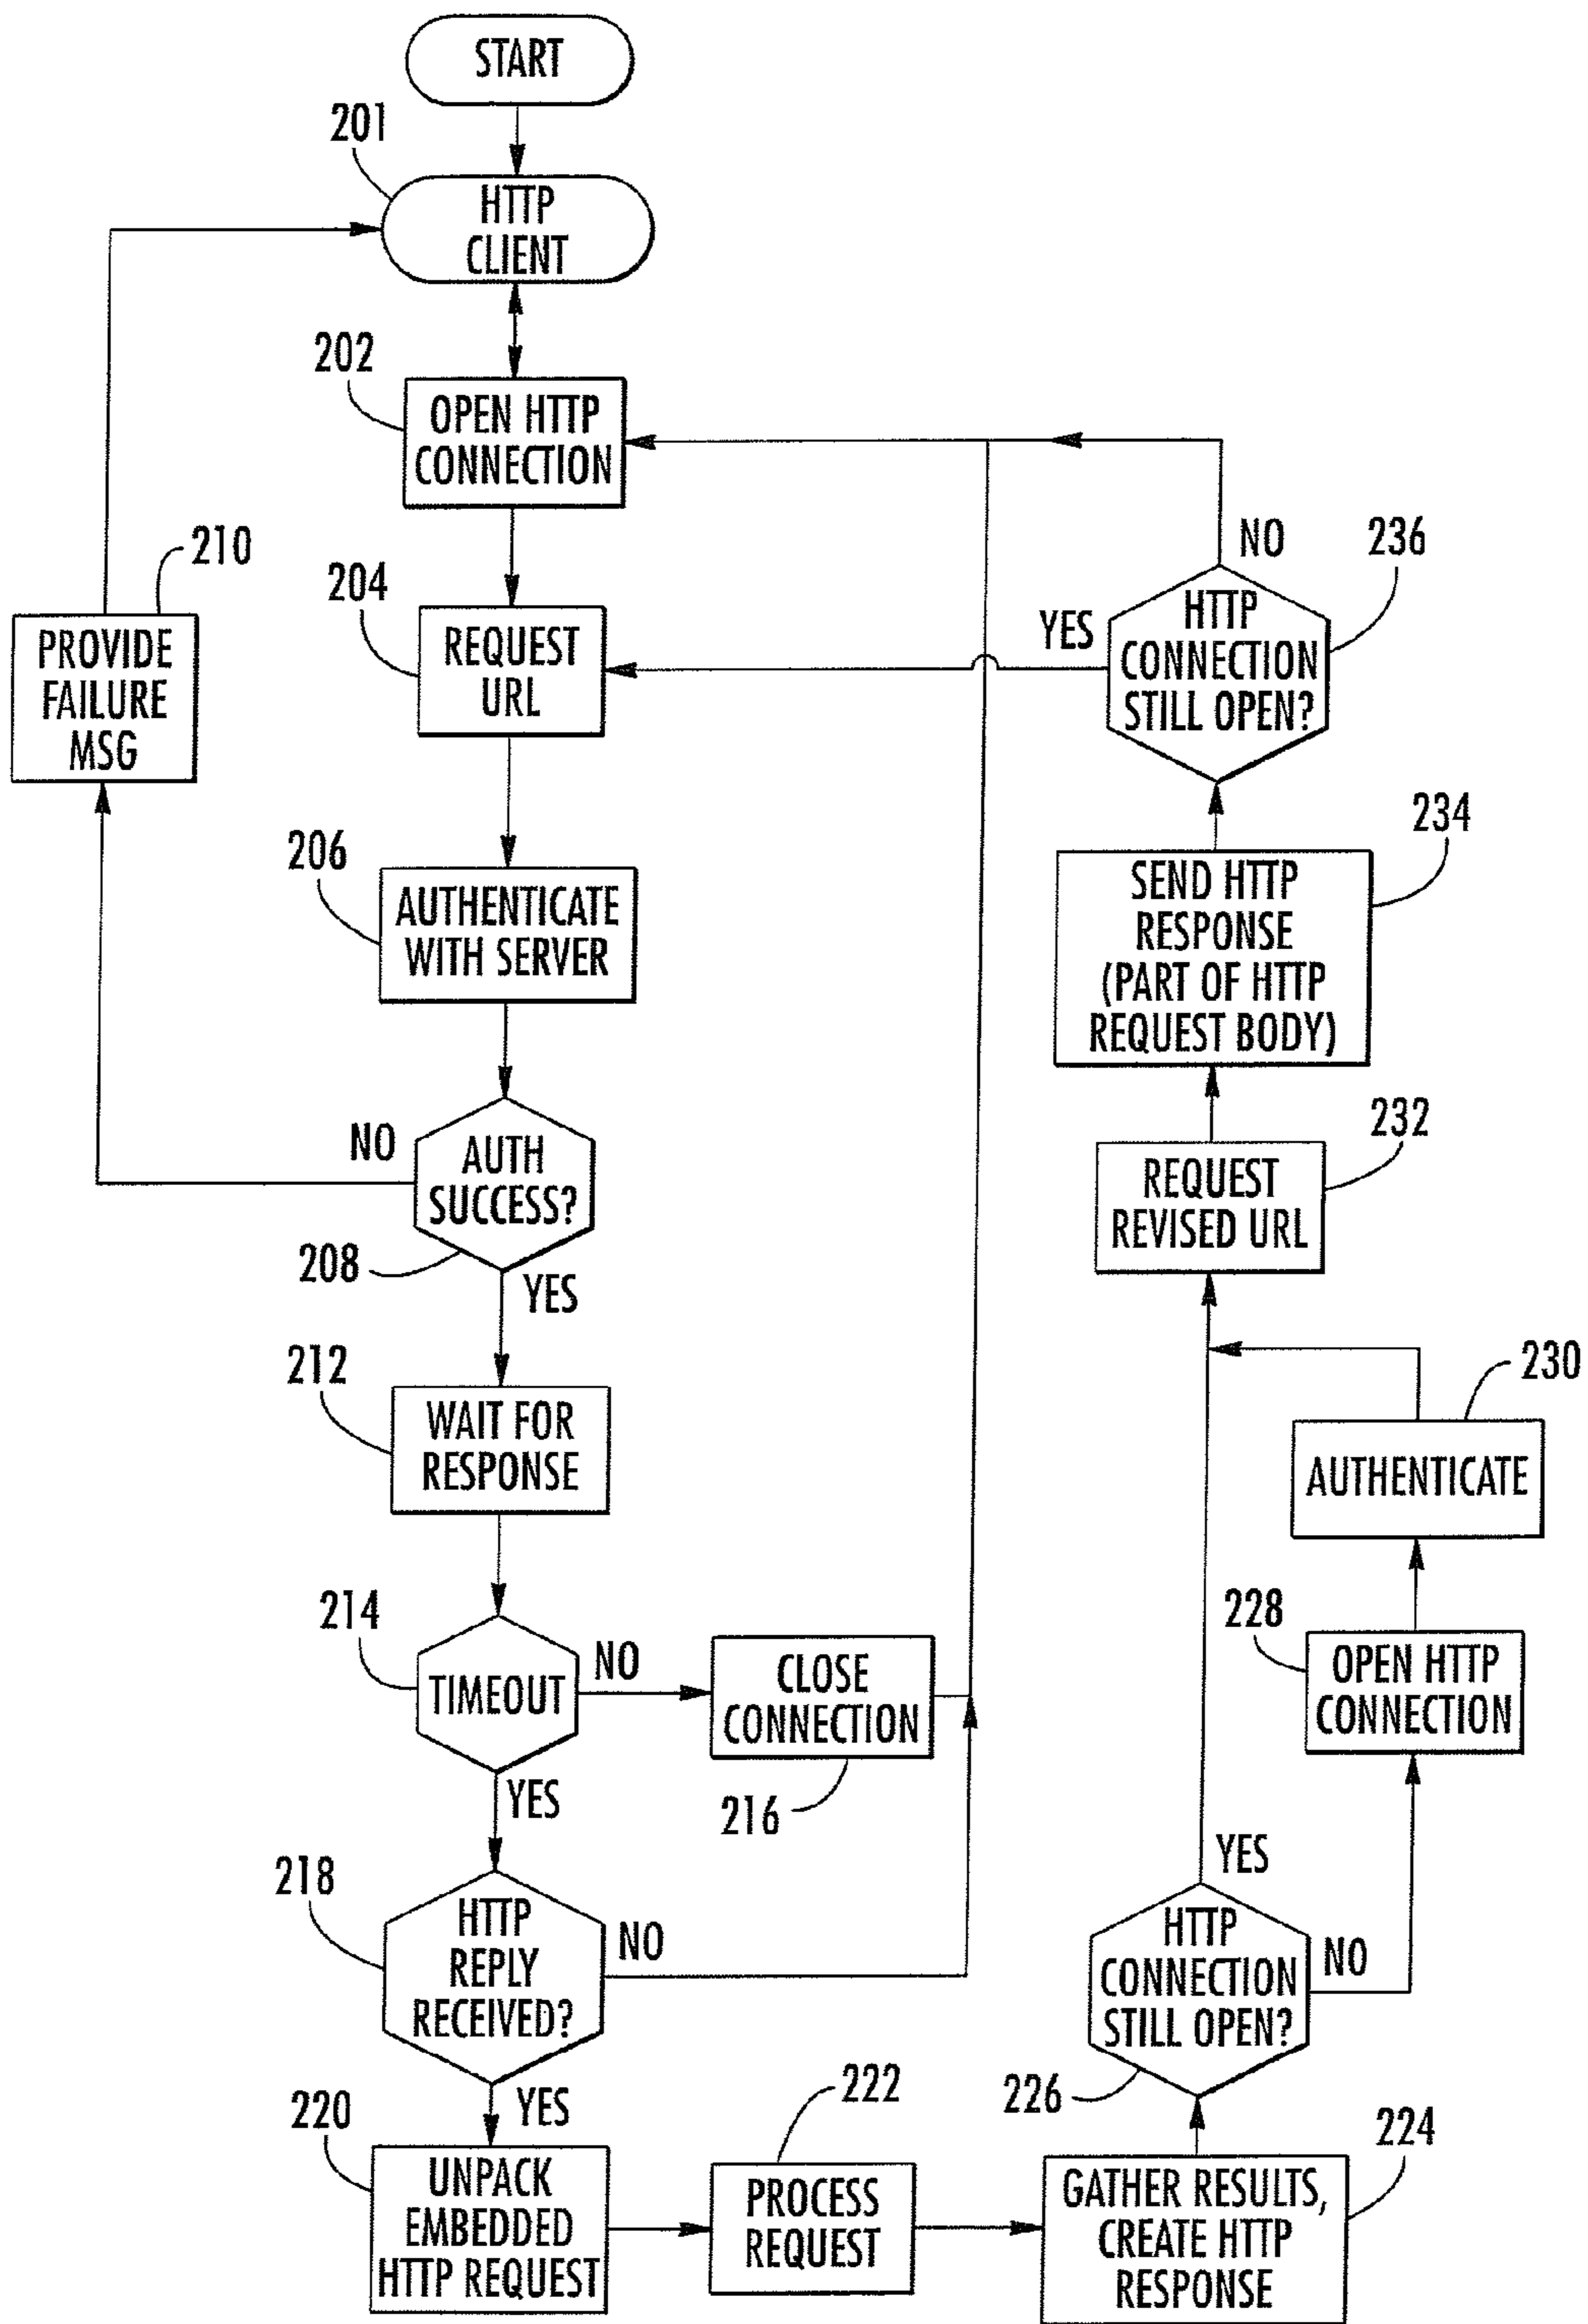 START
201
HTTP
CLIENT
202
OPEN HTTP
CONNECTION
210
PROVIDE
FAILURE
MSG
204
REQUEST
URL
206
AUTHENTICATE
WITH SERVER
NO
AUTH
SUCCESS?
208
YES
212
WAIT FOR
RESPONSE
214
TIMEOUT
NO
CLOSE
CONNECTION
216
YES
218
HTTP
REPLY
RECEIVED?
NO
YES
220
UNPACK
EMBEDDED
HTTP REQUEST
222
PROCESS
REQUEST
224
GATHER RESULTS,
CREATE HTTP
RESPONSE
226
HTTP
CONNECTION
STILL OPEN?
YES
NO
228
OPEN HTTP
CONNECTION
230
AUTHENTICATE
232
REQUEST
REVISED URL
234
SEND HTTP
RESPONSE
(PART OF HTTP
REQUEST BODY)
236
HTTP
CONNECTION
STILL OPEN?
YES
NO